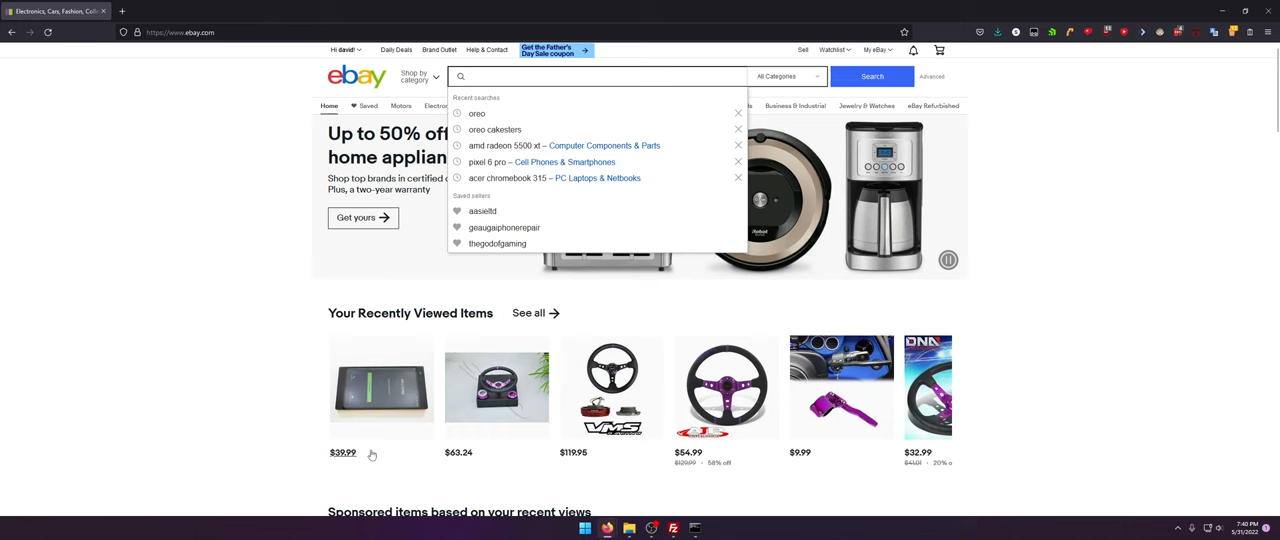 Electronics, Cars, Fashion, Coll
https://www.ebay.com
Hi david!
Daily Deals
Brand Outlet
Help & Contact
Get the Father's
Day Sale coupon
Sell
Watchlist
My eBay
ebay
Shop by
category
All Categories
Search
Advanced
Home
Saved
Motors
Electron
Business & Industrial
Jewelry & Watches
eBay Refurbished
Recent searches
oreo
oreo cakesters
amd radeon 5500 xt – Computer Components & Parts
pixel 6 pro – Cell Phones & Smartphones
acer chromebook 315 – PC Laptops & Netbooks
Saved sellers
aasieltd
geaugaiphonerepair
thegodofgaming
Up to 50% off
home applian
Shop top brands in certified
Plus, a two-year warranty
Get yours
Your Recently Viewed Items
See all
VMS
DNA
$39.99
$63.24
$119.95
$54.99
$129.99 · 58% off
$9.99
$32.99
$41.01 · 20% o
Sponsored items based on your recent views
7:40 PM
5/31/2022